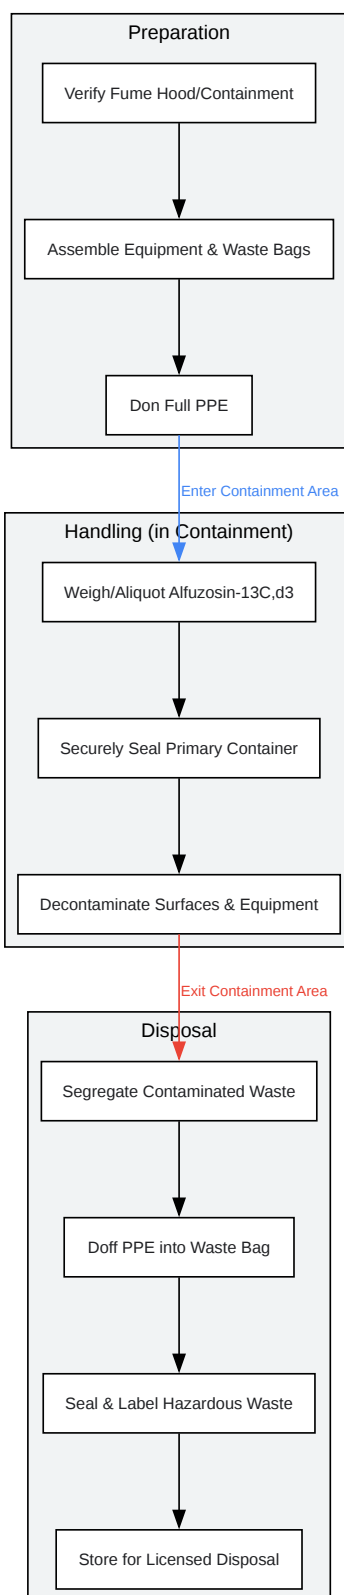 Preparation
Verify Fume Hood/Containment
Assemble Equipment & Waste Bags
Don Full PPE
Enter Containment Area
Handling (in Containment)
Weigh/Aliquot Alfuzosin-13C,d3
Securely Seal Primary Container
Decontaminate Surfaces & Equipment
Exit Containment Area
Disposal
Segregate Contaminated Waste
Doff PPE into Waste Bag
Seal & Label Hazardous Waste
Store for Licensed Disposal